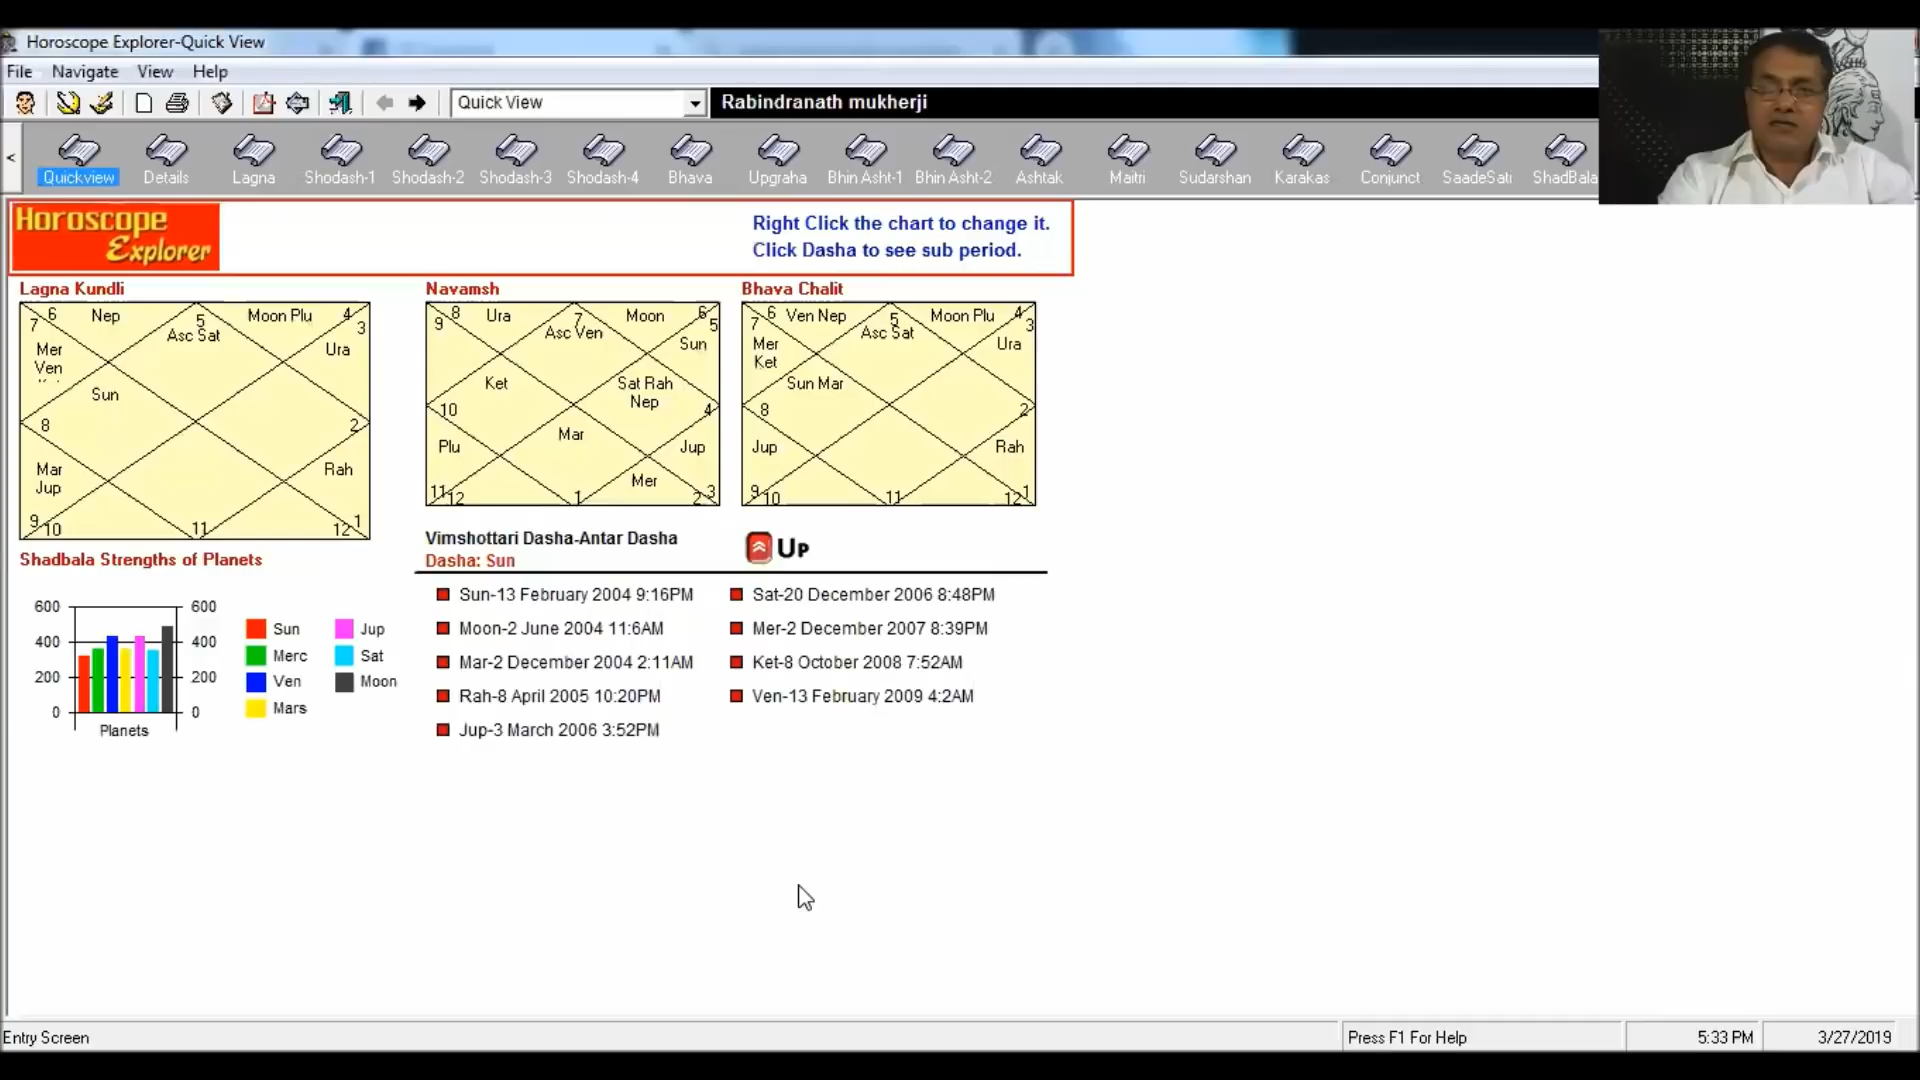 Horoscope Explorer-Quick View
File Navigate View Help
Quick View
Rabindranath mukherji
<
Quickview Details Lagna Shodash-1 Shodash-2 Shodash-3 Shodash-4 Bhava Upgraha Bhin Asht-1 Bhin Asht-2 Ashtak Maitri Sudarshan Karakas Conjunct SaadeSati ShadBala
Horoscope
Explorer
Right Click the chart to change it.
Click Dasha to see sub period.
Lagna Kundli
6 Nep 5 Moon Plu 4
7 Asc Sat 3
Mer Ura
Ven
Sun
8 2
Mar Rah
Jup
9 10 11 12 1
Navamsh
8 Ura 7 Moon 6
9 Asc Ven 5
Sun
Ket Sat Rah
Nep
10 4
Mar
Plu Jup
Mer
11 12 1 2 3
Bhava Chalit
6 Ven Nep 5 Moon Plu 4
7 Asc Sat 3
Mer Ura
Ket
Sun Mar
8 2
Jup Rah
9 10 11 12 1
Shadbala Strengths of Planets
600 600
400 400
200 200
0 0
Planets
Sun Jup
Merc Sat
Ven Moon
Mars
Vimshottari Dasha-Antar Dasha
Dasha: Sun
UP
Sun-13 February 2004 9:16PM
Moon-2 June 2004 11:6AM
Mar-2 December 2004 2:11AM
Rah-8 April 2005 10:20PM
Jup-3 March 2006 3:52PM
Sat-20 December 2006 8:48PM
Mer-2 December 2007 8:39PM
Ket-8 October 2008 7:52AM
Ven-13 February 2009 4:2AM
Entry Screen
Press F1 For Help
5:33 PM
3/27/2019